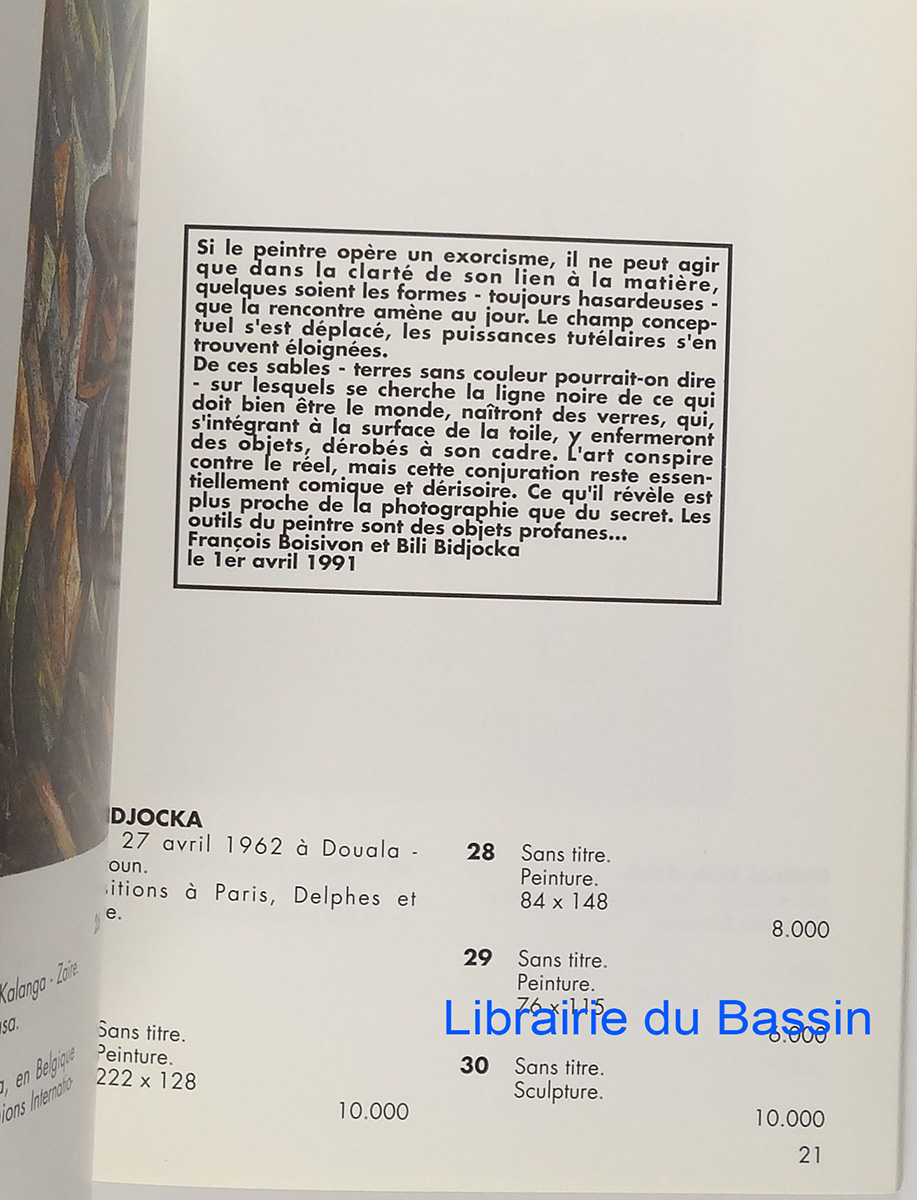 Si le peintre opère un exorcisme, il ne peut agir
que dans la clarté de son lien à la matière,
quelques soient les formes - toujours hasardeuses -
que la rencontre amène au jour. Le champ concep-
tuel s'est déplacé, les puissances tutélaires s'en
trouvent éloignées.
De ces sables - terres sans couleur pourrait-on dire
- sur lesquels se cherche la ligne noire de ce qui
doit bien être le monde, naîtront des verres, qui,
s'intégrant à la surface de la toile, y enfermeront
des objets, dérobés à son cadre. L'art conspire
contre le réel, mais cette conjuration reste essen-
tiellement comique et dérisoire. Ce qu'il révèle est
plus proche de la photographie que du secret. Les
outils du peintre sont des objets profanes...
François Boisivon et Bili Bidjocka
le 1er avril 1991
DJOCKA
27 avril 1962 à Douala -
oun.
itions à Paris, Delphes et
e.
Kalanga - Zaïre.
sa.
a, en Belgique
ions Internatio-
Sans titre.
Peinture.
222 x 128
10.000
28 Sans titre.
Peinture.
84 x 148
8.000
29 Sans titre.
Peinture.
76 x 115
6.000
Librairie du Bassin
30 Sans titre.
Sculpture.
10.000
21